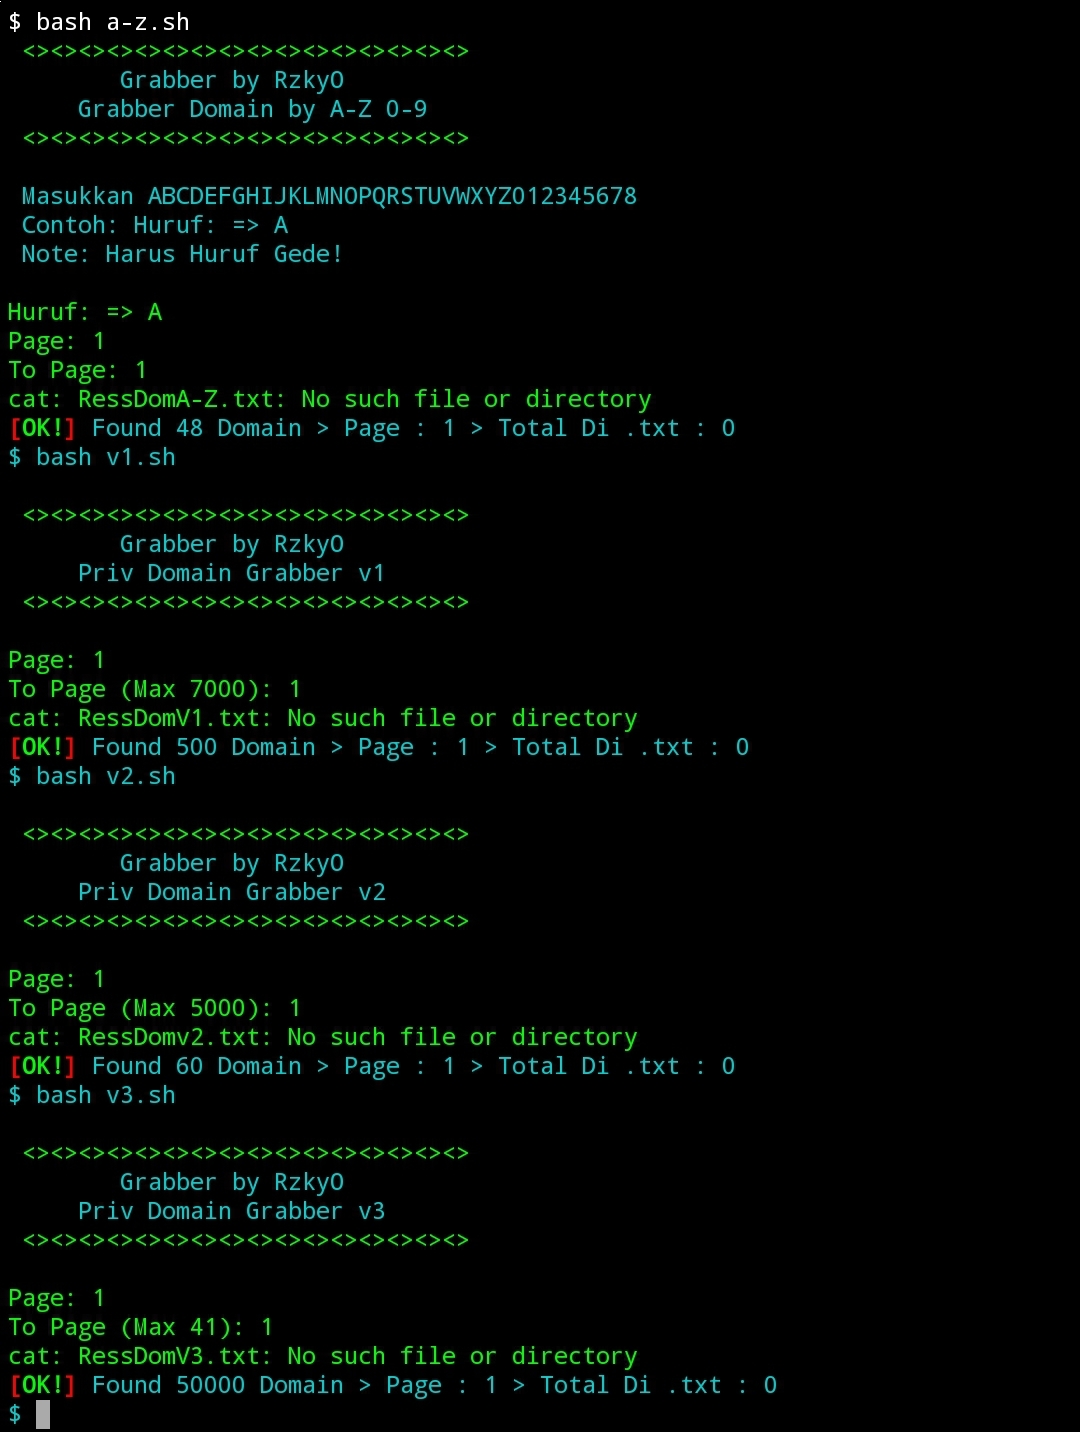 $ bash a-z.sh
<><><><><><><><><><><><><><><><>
Grabber by RzkyO
Grabber Domain by A-Z 0-9
<><><><><><><><><><><><><><><><>
Masukkan ABCDEFGHIJKLMNOPQRSTUVWXYZ012345678
Contoh: Huruf: => A
Note: Harus Huruf Gede!
Huruf: => A
Page: 1
To Page: 1
cat: RessDomA-Z.txt: No such file or directory
[OK!] Found 48 Domain > Page : 1 > Total Di .txt : 0
$ bash v1.sh
<><><><><><><><><><><><><><><><>
Grabber by RzkyO
Priv Domain Grabber v1
<><><><><><><><><><><><><><><><>
Page: 1
To Page (Max 7000): 1
cat: RessDomV1.txt: No such file or directory
[OK!] Found 500 Domain > Page : 1 > Total Di .txt : 0
$ bash v2.sh
<><><><><><><><><><><><><><><><>
Grabber by RzkyO
Priv Domain Grabber v2
<><><><><><><><><><><><><><><><>
Page: 1
To Page (Max 5000): 1
cat: RessDomv2.txt: No such file or directory
[OK!] Found 60 Domain > Page : 1 > Total Di .txt : 0
$ bash v3.sh
<><><><><><><><><><><><><><><><>
Grabber by RzkyO
Priv Domain Grabber v3
<><><><><><><><><><><><><><><><>
Page: 1
To Page (Max 41): 1
cat: RessDomV3.txt: No such file or directory
[OK!] Found 50000 Domain > Page : 1 > Total Di .txt : 0
$